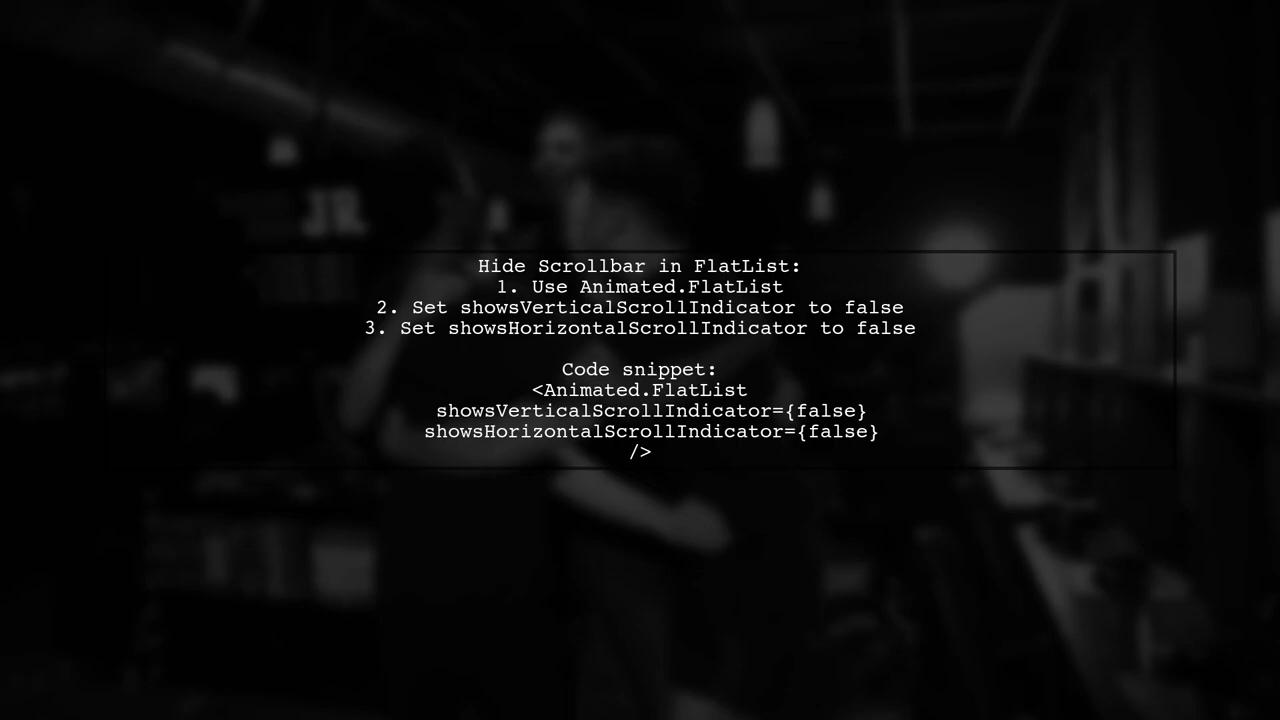 JR.
Hide Scrollbar in FlatList:
1. Use Animated.FlatList
2. Set showsVerticalScrollIndicator to false
3. Set showsHorizontalScrollIndicator to false
Code snippet:
<Animated.FlatList
showsVerticalScrollIndicator={false}
showsHorizontalScrollIndicator={false}
/>